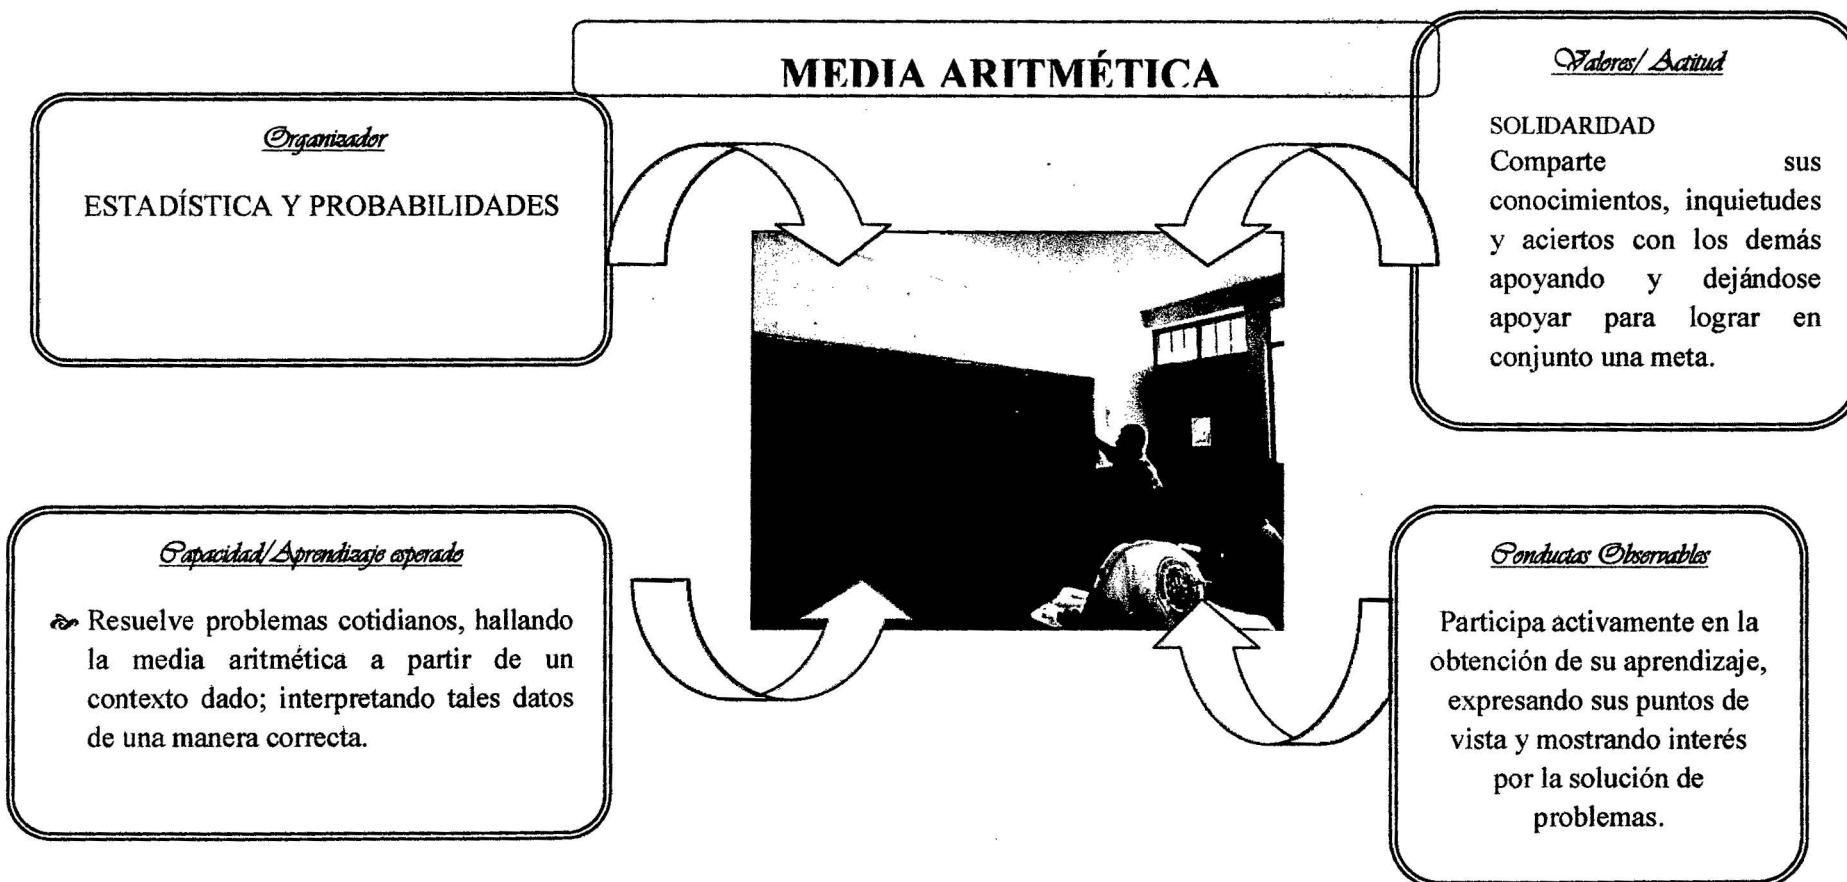 MEDIA ARITMÉTICA
Organizador
ESTADÍSTICA Y PROBABILIDADES
Valores/ Actitud
SOLIDARIDAD
Comparte sus
conocimientos, inquietudes
y aciertos con los demás
apoyando y dejándose
apoyar para lograr en
conjunto una meta.
Capacidad/Aprendizaje esperado
Resuelve problemas cotidianos, hallando
la media aritmética a partir de un
contexto dado; interpretando tales datos
de una manera correcta.
Conductas Observables
Participa activamente en la
obtención de su aprendizaje,
expresando sus puntos de
vista y mostrando interés
por la solución de
problemas.